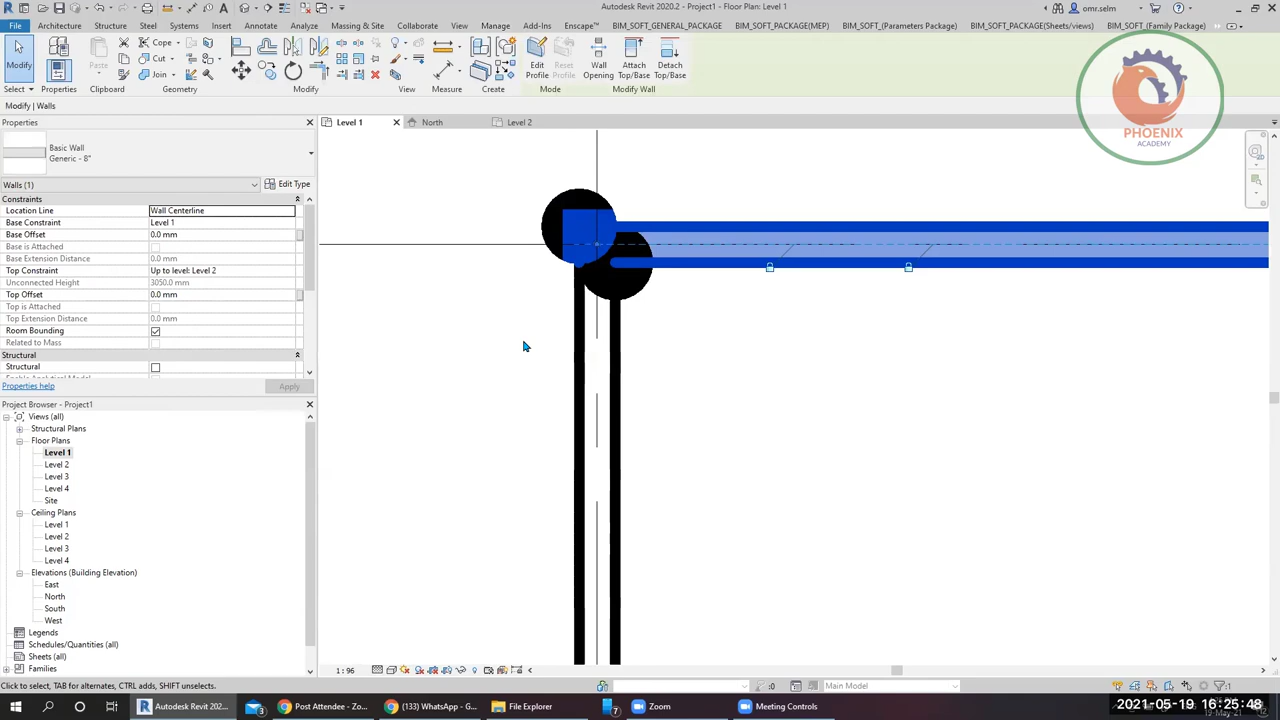 Autodesk Revit 2020.2 - Project1 - Floor Plan: Level 1
omr.selm
File Architecture Structure Steel Systems Insert Annotate Analyze Massing & Site Collaborate View Manage Add-Ins Enscape™ BIM_SOFT_GENERAL_PACKAGE BIM_SOFT_PACKAGE(MEP) BIM_SOFT_(Parameters Package) BIM_SOFT_PACKAGE(Sheets/views) BIM_SOFT_(Family Package)
Modify
Paste
Cope
Cut
Join
Edit Profile
Reset Profile
Wall Opening
Attach Top/Base
Detach Top/Base
Select Properties Clipboard Geometry Modify View Measure Create Mode Modify Wall
Modify | Walls
PHOENIX
ACADEMY
Properties
Level 1
North
Level 2
Basic Wall
Generic - 8"
Walls (1)
Edit Type
Constraints
Location Line Wall Centerline
Base Constraint Level 1
Base Offset 0.0 mm
Base is Attached
Base Extension Distance 0.0 mm
Top Constraint Up to level: Level 2
Unconnected Height 3050.0 mm
Top Offset 0.0 mm
Top is Attached
Top Extension Distance 0.0 mm
Room Bounding
Related to Mass
Structural
Structural
Properties help
Apply
Project Browser - Project1
Views (all)
Structural Plans
Floor Plans
Level 1
Level 2
Level 3
Level 4
Site
Ceiling Plans
Level 1
Level 2
Level 3
Level 4
Elevations (Building Elevation)
East
North
South
West
Legends
Schedules/Quantities (all)
Sheets (all)
Families
1 : 96
Click to select, TAB for alternates, CTRL adds, SHIFT unselects.
:0
Main Model
:1
Autodesk Revit 202...
3
Post Attendee - Zo...
(133) WhatsApp - G...
File Explorer
7
Zoom
Meeting Controls
2021-05-19 16:25:48